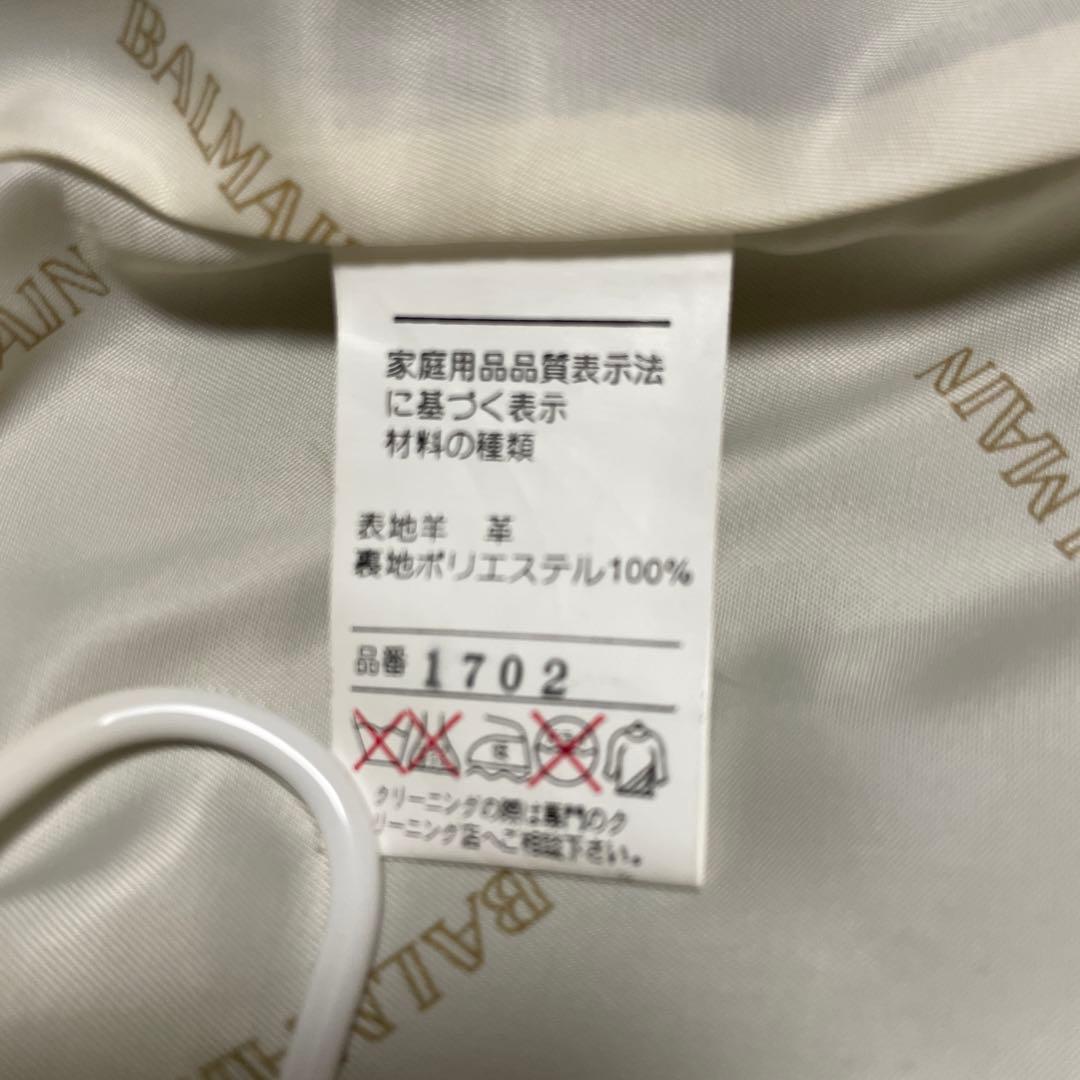 BALMAIN
AIN
MAIN
家庭用品品質表示法
に基づく表示
材料の種類
表地羊 革
裏地ポリエステル100%
品番 1702
クリーニングの際は専門のク
リーニング店へご相談下さい。
BALMAIN